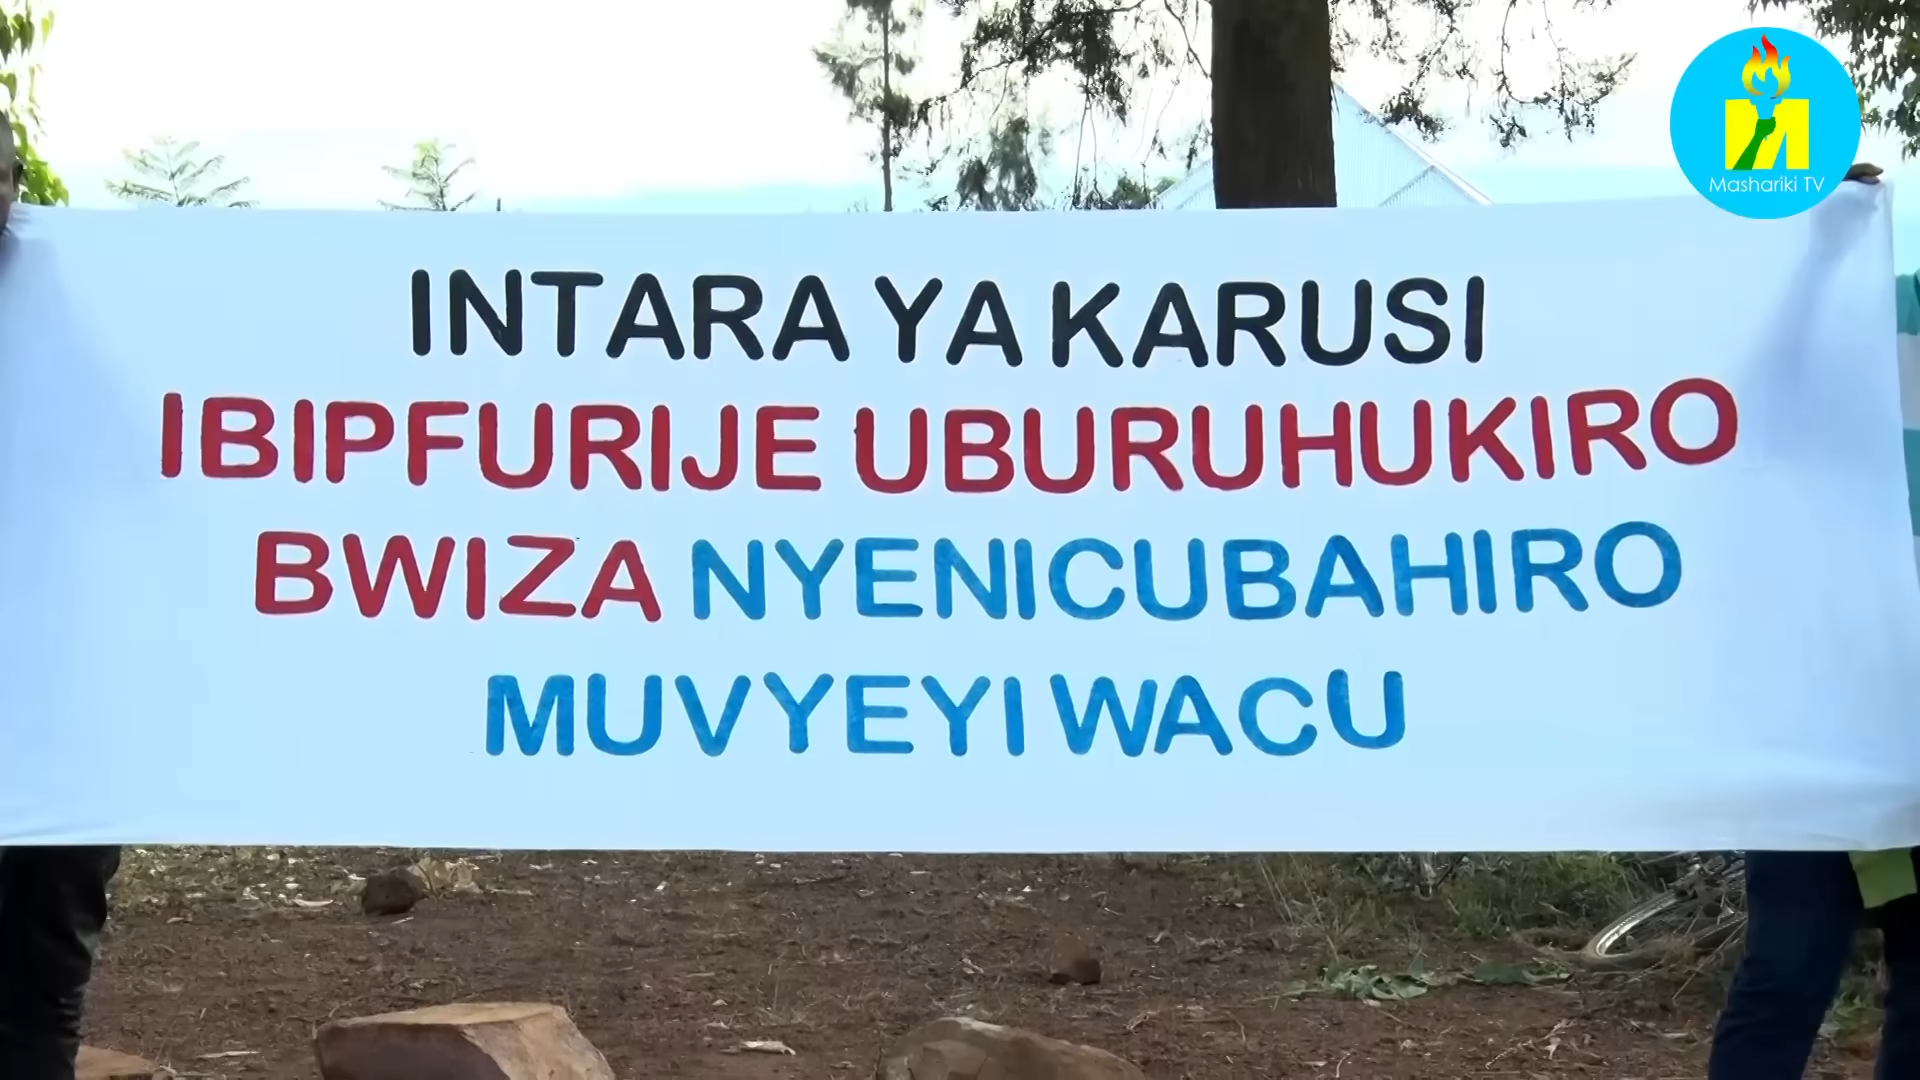 Mashariki TV
INTARA YA KARUSI
IBIPFURIJE UBURUHUKIRO
BWIZA NYENICUBAHIRO
MUVYEYI WACU